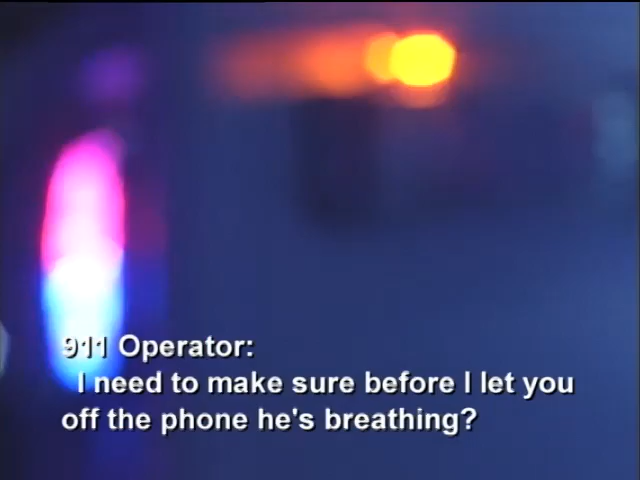 911 Operator:
I need to make sure before I let you
off the phone he's breathing?